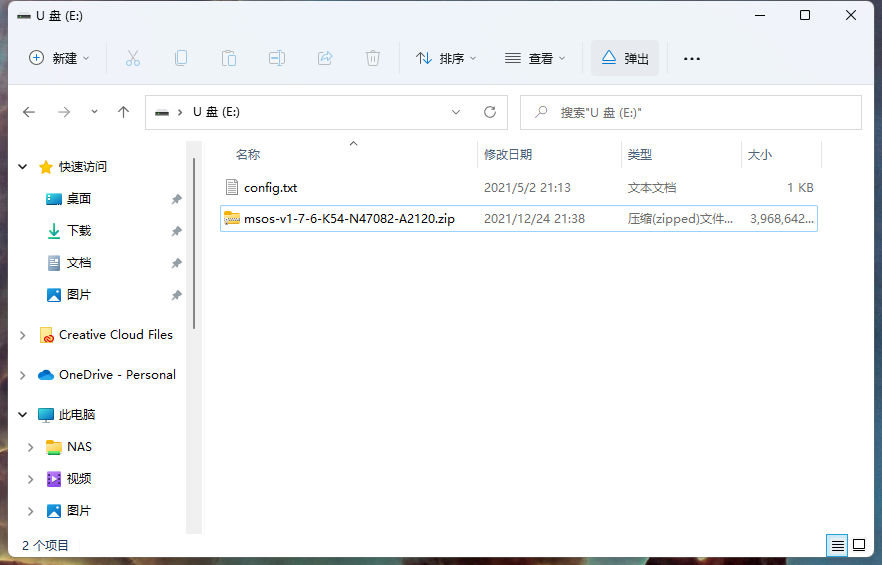 U 盘 (E:)
新建 排序 查看 弹出
U 盘 (E:) 搜索"U 盘 (E:)"
名称 修改日期 类型 大小
快速访问
桌面
下载
文档
图片
Creative Cloud Files
OneDrive - Personal
此电脑
NAS
视频
图片
config.txt 2021/5/2 21:13 文本文档 1 KB
msos-v1-7-6-K54-N47082-A2120.zip 2021/12/24 21:38 压缩(zipped)文件... 3,968,642...
2 个项目